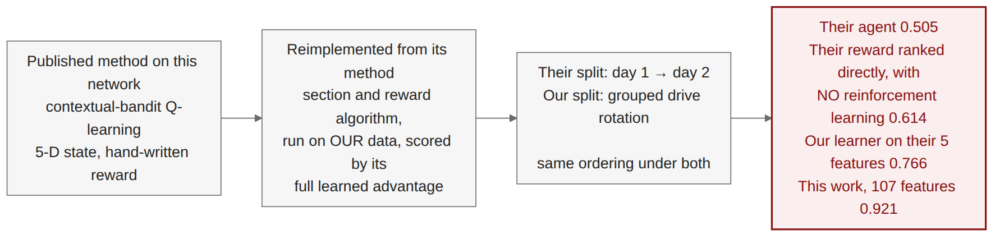 Published method on this
network
contextual-bandit Q-
learning
5-D state, hand-written
reward
Reimplemented from its
method
section and reward
algorithm,
run on OUR data, scored
by its
full learned advantage
Their split: day 1 → day 2
Our split: grouped drive
rotation
same ordering under both
Their agent 0.505
Their reward ranked
directly, with
NO reinforcement
learning 0.614
Our learner on their 5
features 0.766
This work, 107 features
0.921